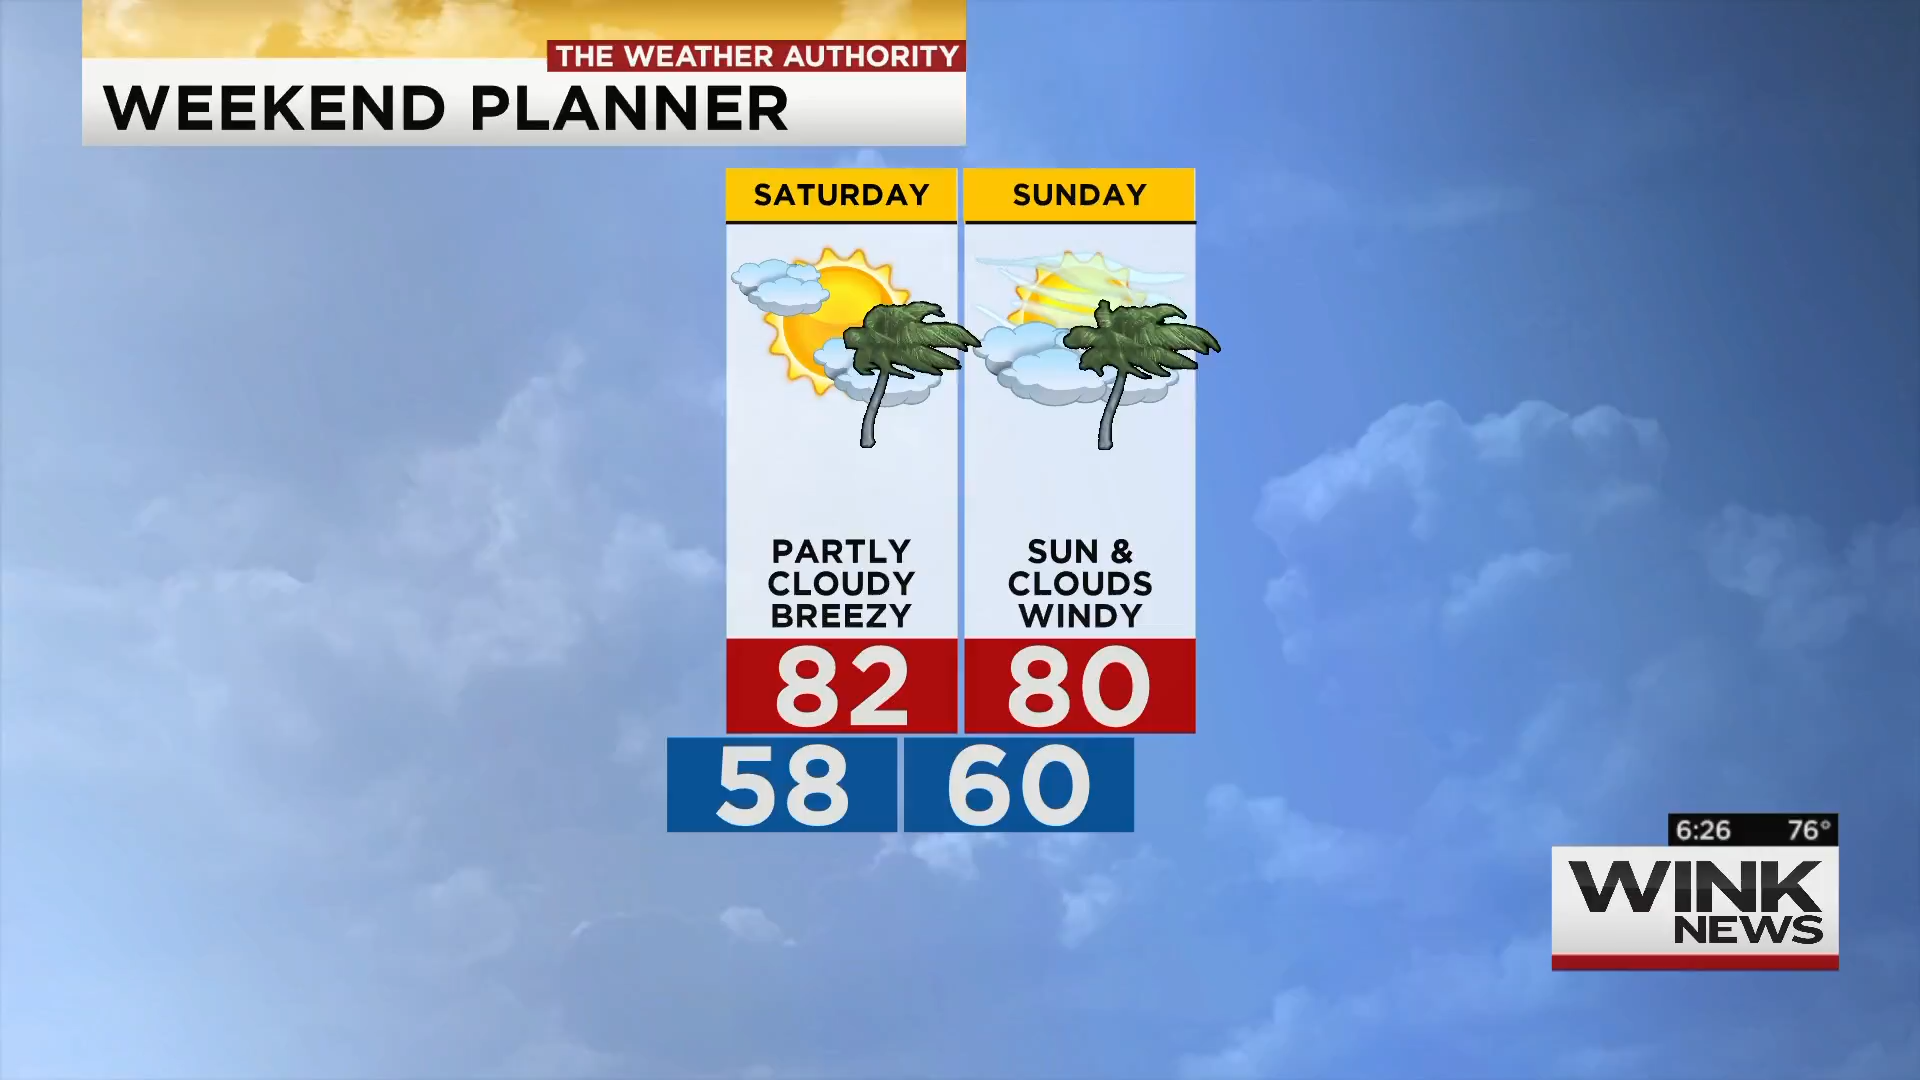 THE WEATHER AUTHORITY
WEEKEND PLANNER
SATURDAY
PARTLY
CLOUDY
BREEZY
82
58
SUNDAY
SUN &
CLOUDS
WINDY
80
60
6:26 76°
WINK
NEWS